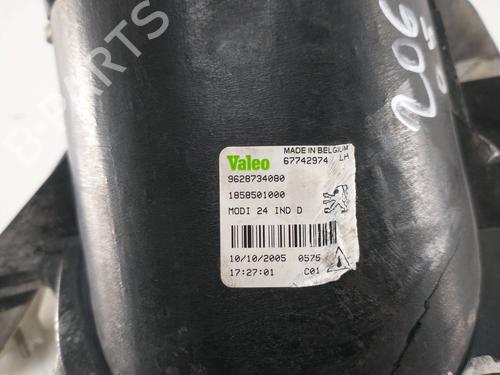 206
B-PARTS
Valeo
MADE IN BELGIUM
67742974 LH
9628734080
1858501000
MODI 24 IND D
10/10/2005 0575
17:27:01 C01